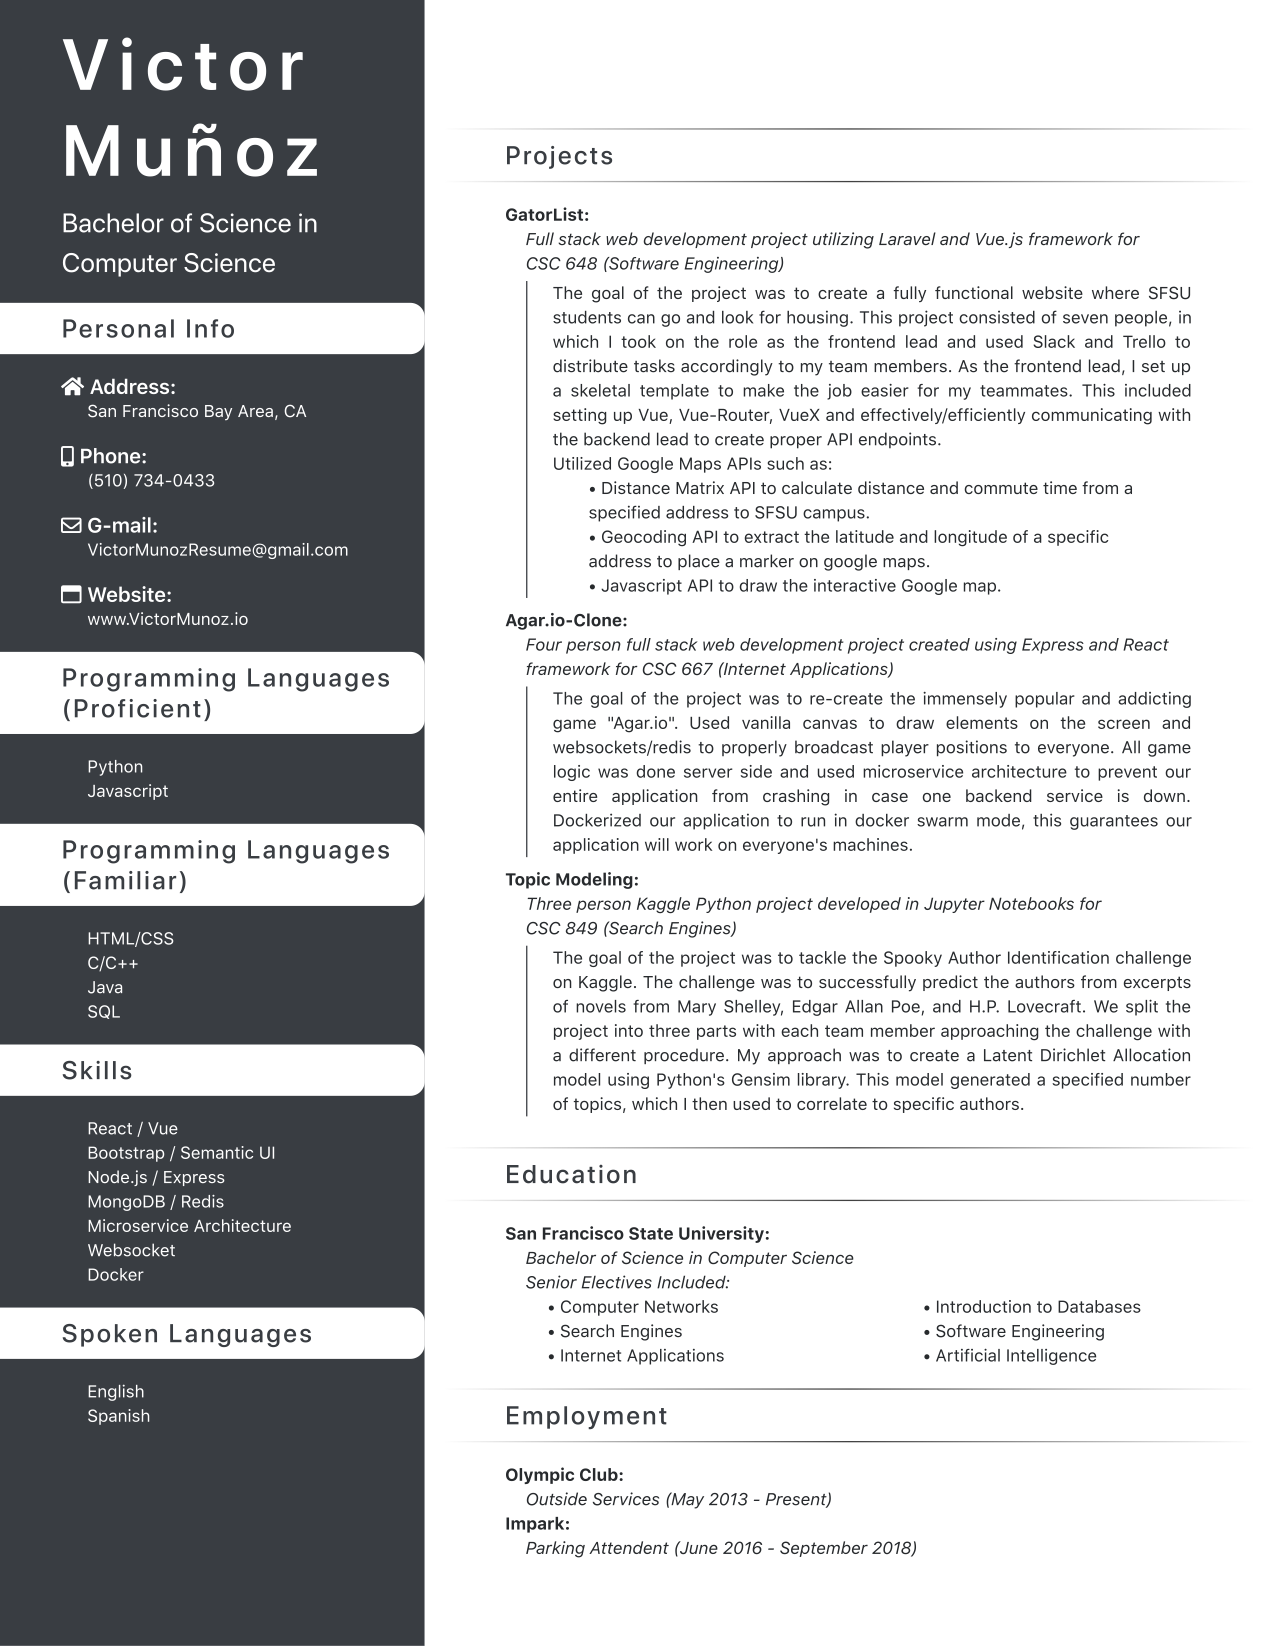 Victor
Muñoz
Bachelor of Science in
Computer Science
Personal Info
Address:
San Francisco Bay Area, CA
Phone:
(510) 734-0433
G-mail:
VictorMunozResume@gmail.com
Website:
www.VictorMunoz.io
Programming Languages
(Proficient)
Python
Javascript
Programming Languages
(Familiar)
HTML/CSS
C/C++
Java
SQL
Skills
React / Vue
Bootstrap / Semantic UI
Node.js / Express
MongoDB / Redis
Microservice Architecture
Websocket
Docker
Spoken Languages
English
Spanish
Projects
GatorList:
Full stack web development project utilizing Laravel and Vue.js framework for
CSC 648 (Software Engineering)
The goal of the project was to create a fully functional website where SFSU
students can go and look for housing. This project consisted of seven people, in
which I took on the role as the frontend lead and used Slack and Trello to
distribute tasks accordingly to my team members. As the frontend lead, I set up
a skeletal template to make the job easier for my teammates. This included
setting up Vue, Vue-Router, VueX and effectively/efficiently communicating with
the backend lead to create proper API endpoints.
Utilized Google Maps APIs such as:
• Distance Matrix API to calculate distance and commute time from a
specified address to SFSU campus.
• Geocoding API to extract the latitude and longitude of a specific
address to place a marker on google maps.
• Javascript API to draw the interactive Google map.
Agar.io-Clone:
Four person full stack web development project created using Express and React
framework for CSC 667 (Internet Applications)
The goal of the project was to re-create the immensely popular and addicting
game "Agar.io". Used vanilla canvas to draw elements on the screen and
websockets/redis to properly broadcast player positions to everyone. All game
logic was done server side and used microservice architecture to prevent our
entire application from crashing in case one backend service is down.
Dockerized our application to run in docker swarm mode, this guarantees our
application will work on everyone's machines.
Topic Modeling:
Three person Kaggle Python project developed in Jupyter Notebooks for
CSC 849 (Search Engines)
The goal of the project was to tackle the Spooky Author Identification challenge
on Kaggle. The challenge was to successfully predict the authors from excerpts
of novels from Mary Shelley, Edgar Allan Poe, and H.P. Lovecraft. We split the
project into three parts with each team member approaching the challenge with
a different procedure. My approach was to create a Latent Dirichlet Allocation
model using Python's Gensim library. This model generated a specified number
of topics, which I then used to correlate to specific authors.
Education
San Francisco State University:
Bachelor of Science in Computer Science
Senior Electives Included:
• Computer Networks
• Search Engines
• Internet Applications
• Introduction to Databases
• Software Engineering
• Artificial Intelligence
Employment
Olympic Club:
Outside Services (May 2013 - Present)
Impark:
Parking Attendent (June 2016 - September 2018)